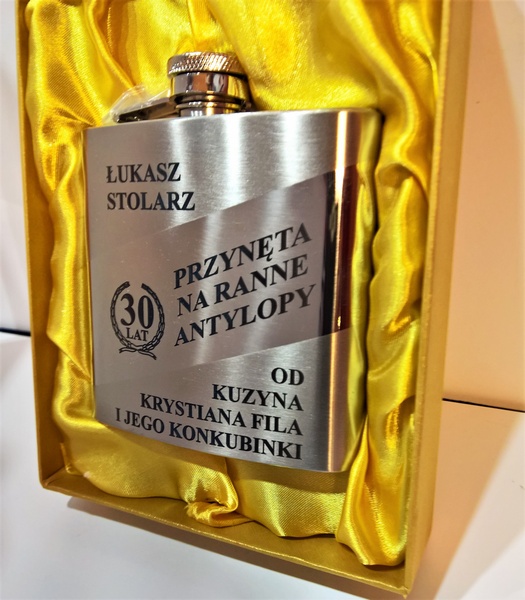 ŁUKASZ
STOLARZ
PRZYNĘTA
NA RANNE
ANTYLOPY
30
LAT
OD
KUZYNA
KRYSTIANA FILA
I JEGO KONKUBINKI